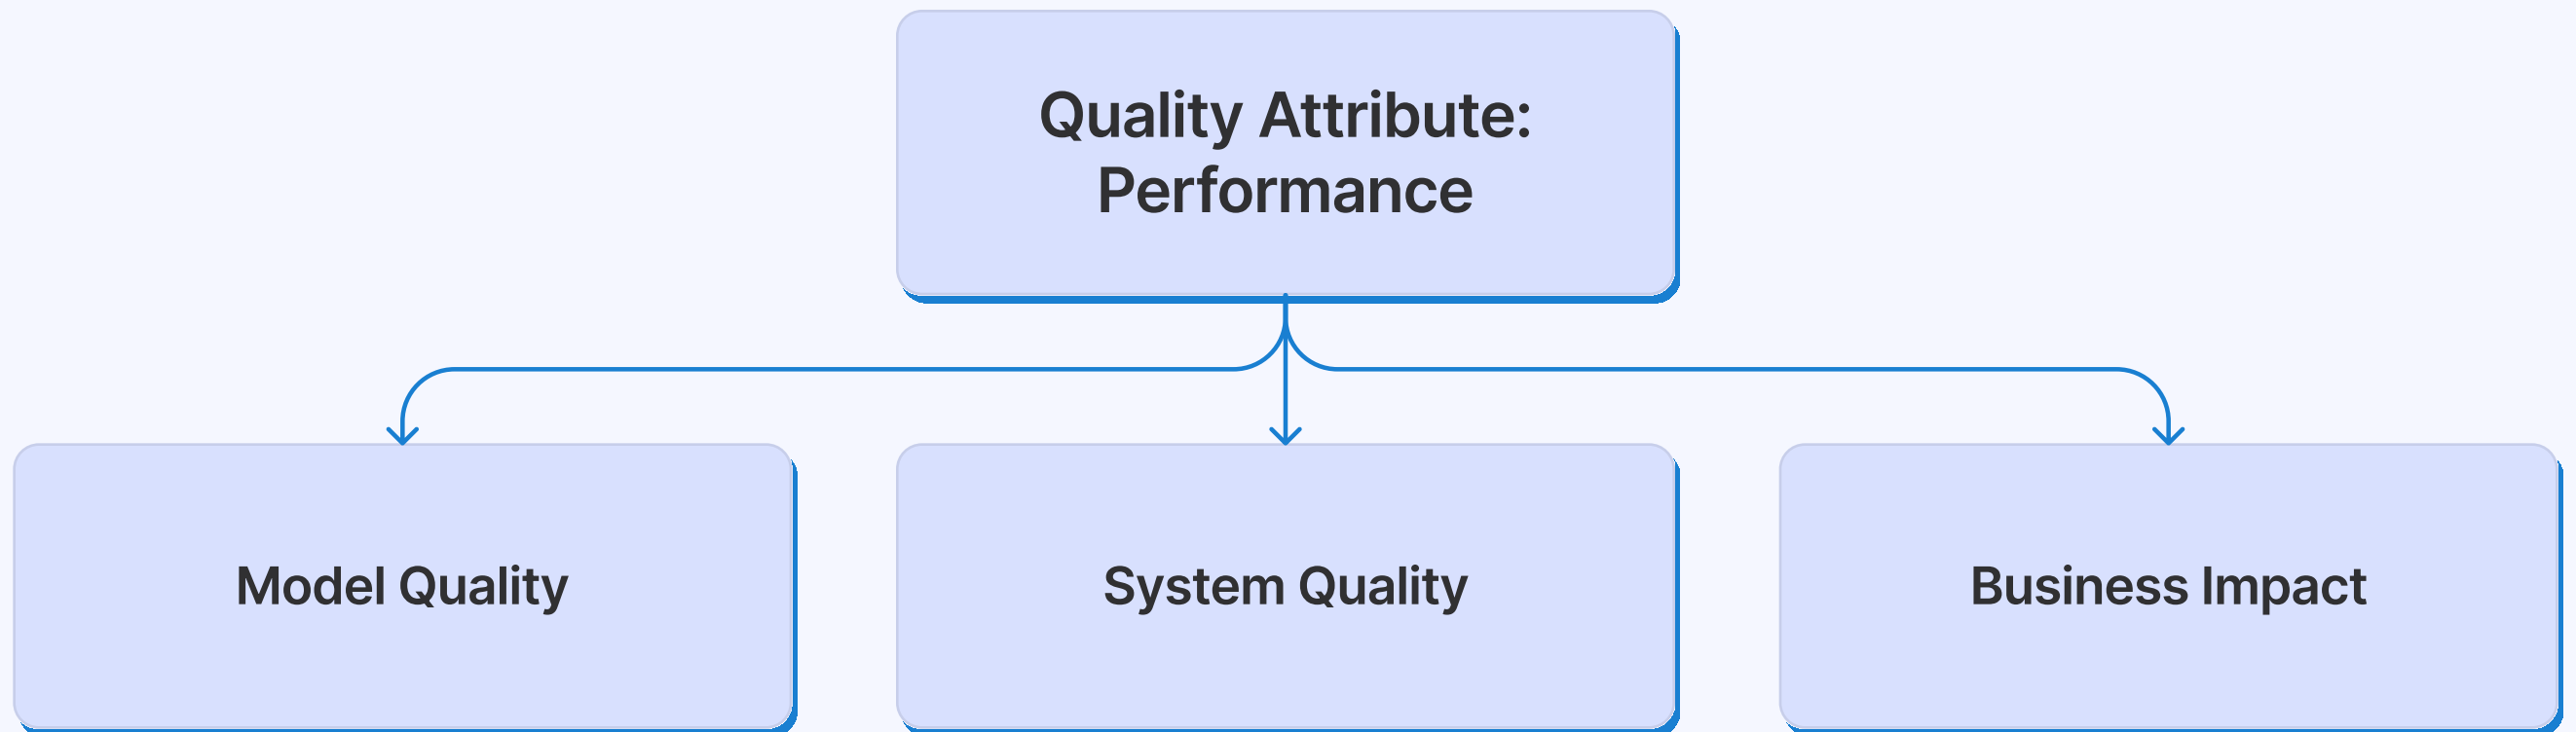 Quality Attribute:
Performance
Model Quality
System Quality
Business Impact